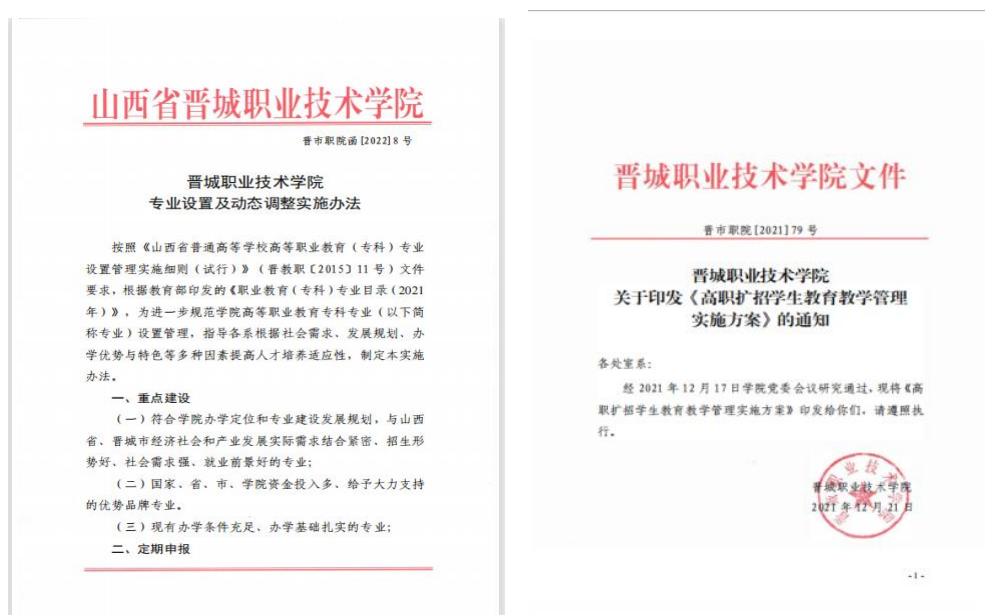 山西省晋城职业技术学院
晋市职院函[2022]8 号
晋城职业技术学院
专业设置及动态调整实施办法
按照《山西省普通高等学校高等职业教育（专科）专业
设置管理实施细则（试行）》（晋教职〔2015〕11 号）文件
要求，根据教育部印发的《职业教育（专科）专业目录（2021
年）》，为进一步规范学院高等职业教育专科专业（以下简
称专业）设置管理，指导各系根据社会需求、发展规划、办
学优势与特色等多种因素提高人才培养适应性，制定本实施
办法。
一、重点建设
（一）符合学院办学定位和专业建设发展规划，与山西
省、晋城市经济社会和产业发展实际需求结合紧密、招生形
势好、社会需求强、就业前景好的专业；
（二）国家、省、市、学院资金投入多、给予大力支持
的优势品牌专业。
（三）现有办学条件充足、办学基础扎实的专业；
二、定期申报
晋城职业技术学院文件
晋市职院[2021]79 号
晋城职业技术学院
关于印发《高职扩招学生教育教学管理
实施方案》的通知
各处室系：
经 2021 年 12 月 17 日学院党委会议研究通过，现将《高
职扩招学生教育教学管理实施方案》印发给你们，请遵照执
行。
晋城职业技术学院
2021 年 12 月 21 日
- 1 -